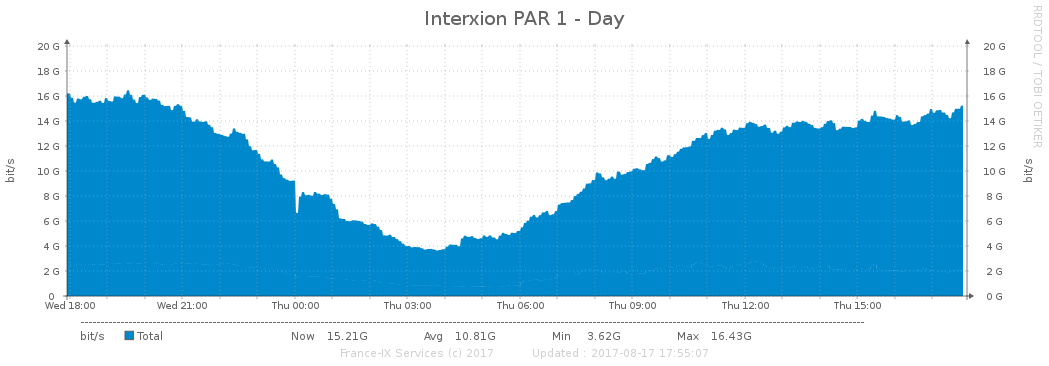 Interxion PAR 1 - Day
RRDTOOL / TOBI OETIKER
bit/s
20 G 20 G
18 G 18 G
16 G 16 G
14 G 14 G
12 G 12 G
10 G 10 G
8 G 8 G
6 G 6 G
4 G 4 G
2 G 2 G
0 0 G
bit/s
Wed 18:00 Wed 21:00 Thu 00:00 Thu 03:00 Thu 06:00 Thu 09:00 Thu 12:00 Thu 15:00
bit/s Total Now 15.21G Avg 10.81G Min 3.62G Max 16.43G
France-IX Services (c) 2017 Updated : 2017-08-17 17:55:07